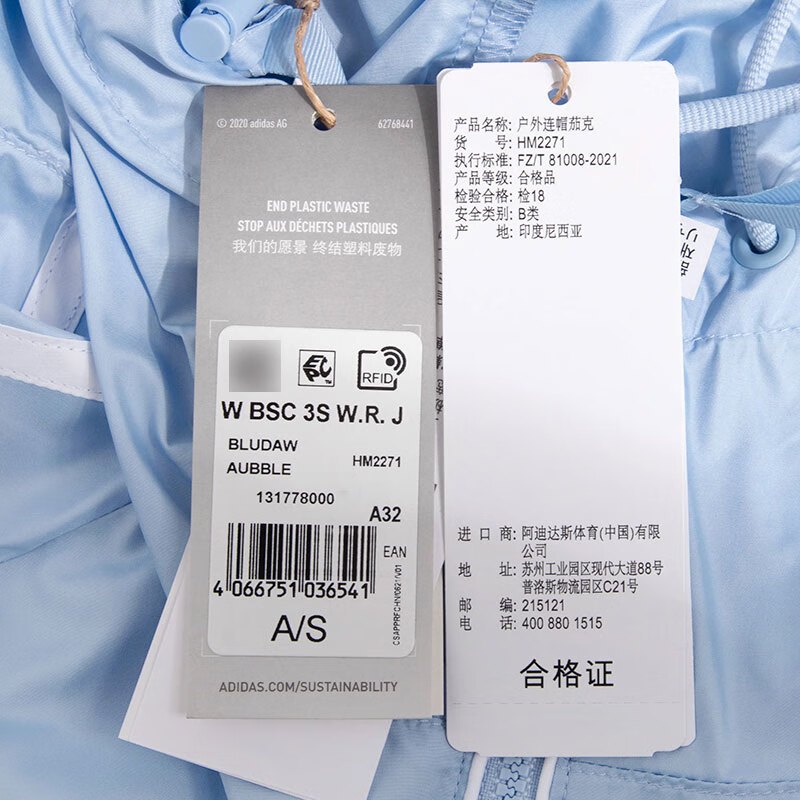 © 2020 adidas AG 62768441
END PLASTIC WASTE
STOP AUX DÉCHETS PLASTIQUES
我们的愿景 终结塑料废物
RFID
W BSC 3S W.R. J
BLUDAW
AUBBLE HM2271
131778000
A32
EAN
4 066751 036541
A/S
ADIDAS.COM/SUSTAINABILITY
产品名称: 户外连帽茄克
货 号: HM2271
执行标准: FZ/T 81008-2021
产品等级: 合格品
检验合格: 检18
安全类别: B类
产 地: 印度尼西亚
进 口 商: 阿迪达斯体育(中国)有限
公司
地 址: 苏州工业园区现代大道88号
普洛斯物流园区C21号
邮 编: 215121
电 话: 400 880 1515
合格证